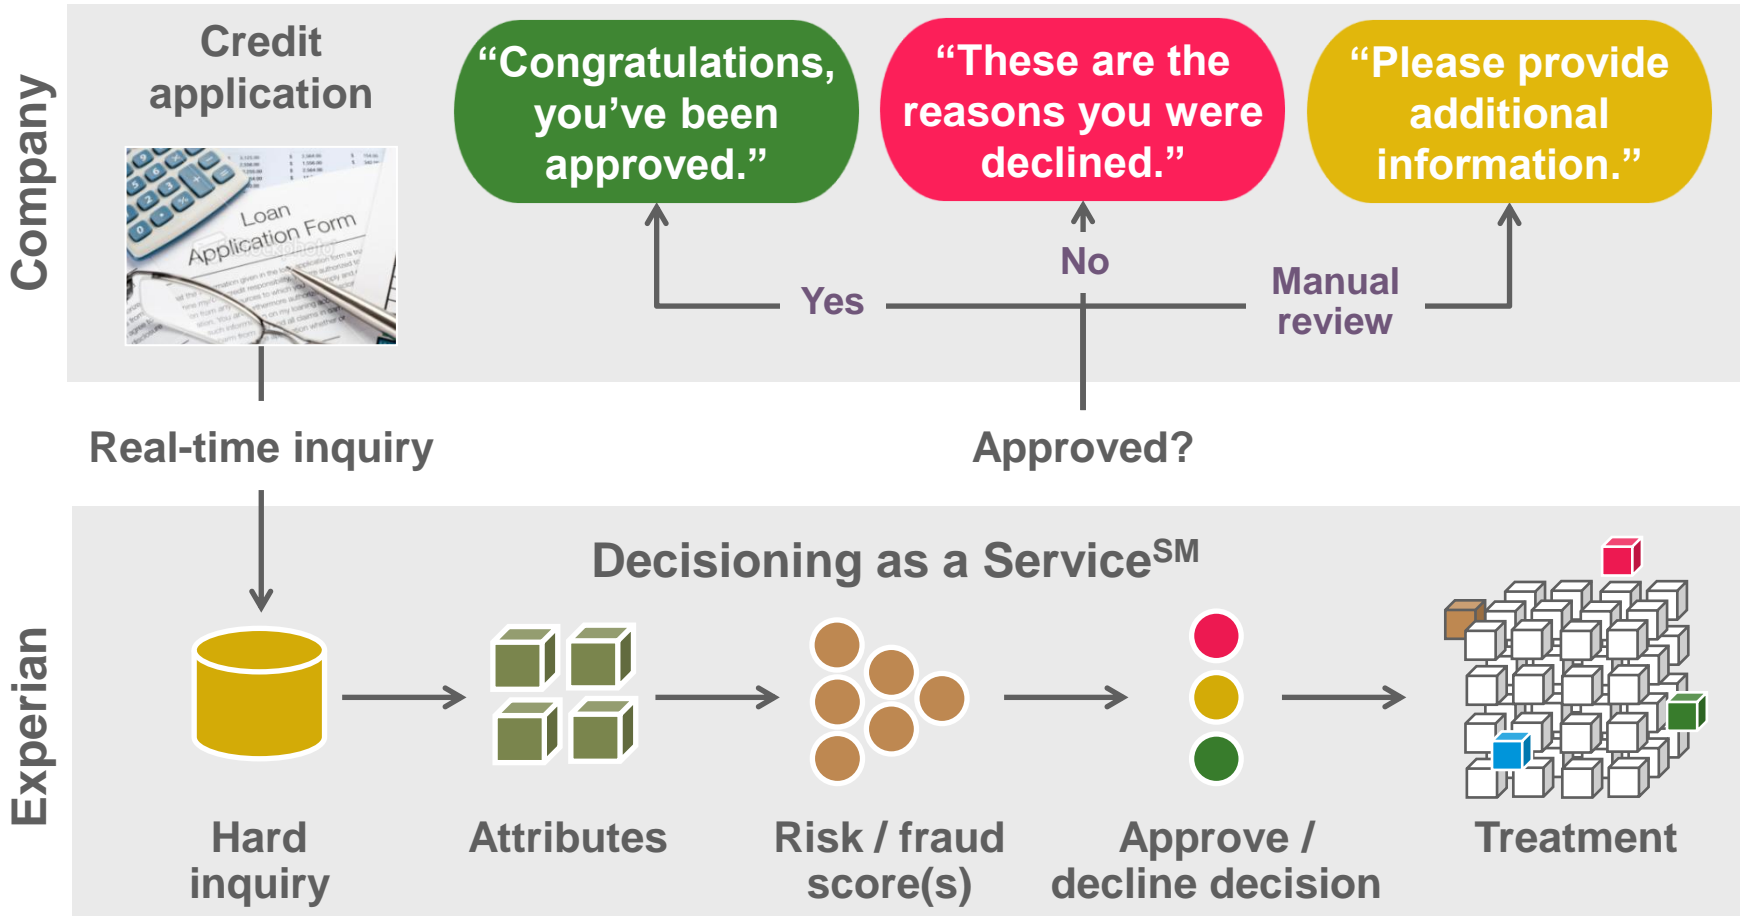 Company
Credit
application
Loan
Application Form
“Congratulations,
you’ve been
approved.”
“These are the
reasons you were
declined.”
“Please provide
additional
information.”
Yes
No
Manual
review
Real-time inquiry
Approved?
Experian
Decisioning as a ServiceSM
Hard
inquiry
Attributes
Risk / fraud
score(s)
Approve /
decline decision
Treatment